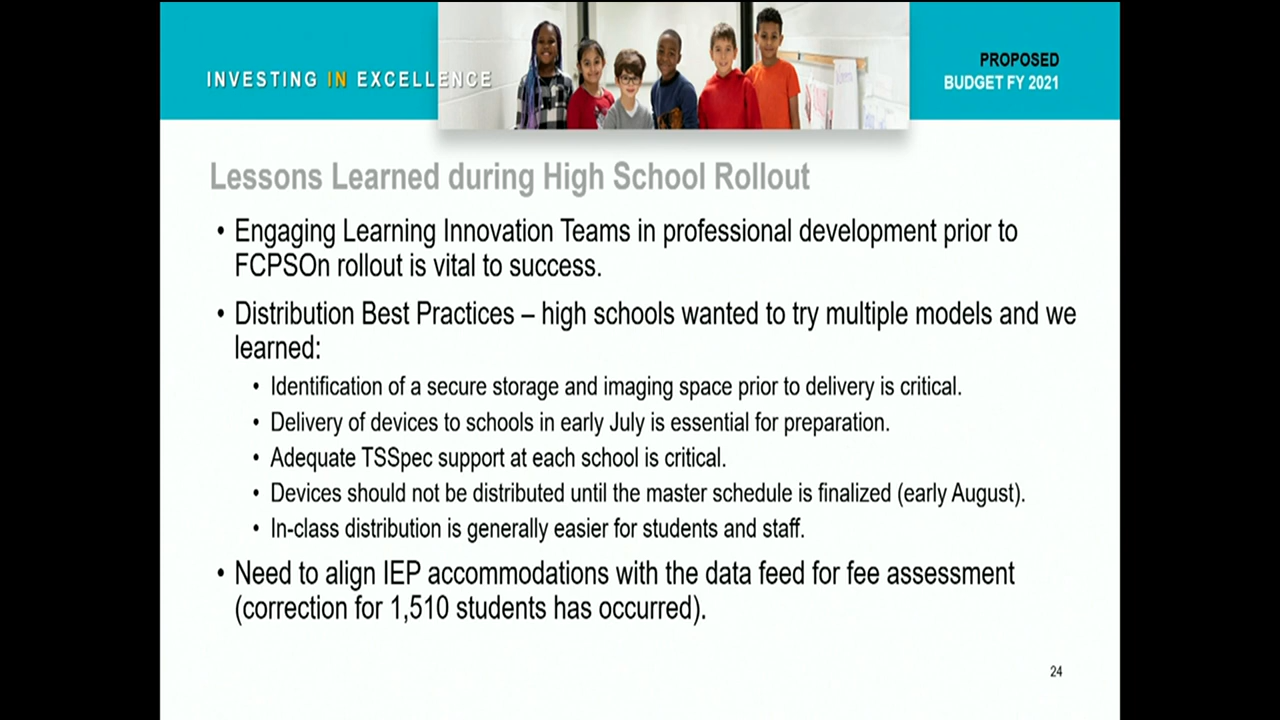 INVESTING IN EXCELLENCE
PROPOSED
BUDGET FY 2021
Lessons Learned during High School Rollout
• Engaging Learning Innovation Teams in professional development prior to
FCPSOn rollout is vital to success.
• Distribution Best Practices – high schools wanted to try multiple models and we
learned:
• Identification of a secure storage and imaging space prior to delivery is critical.
• Delivery of devices to schools in early July is essential for preparation.
• Adequate TSSpec support at each school is critical.
• Devices should not be distributed until the master schedule is finalized (early August).
• In-class distribution is generally easier for students and staff.
• Need to align IEP accommodations with the data feed for fee assessment
(correction for 1,510 students has occurred).
24